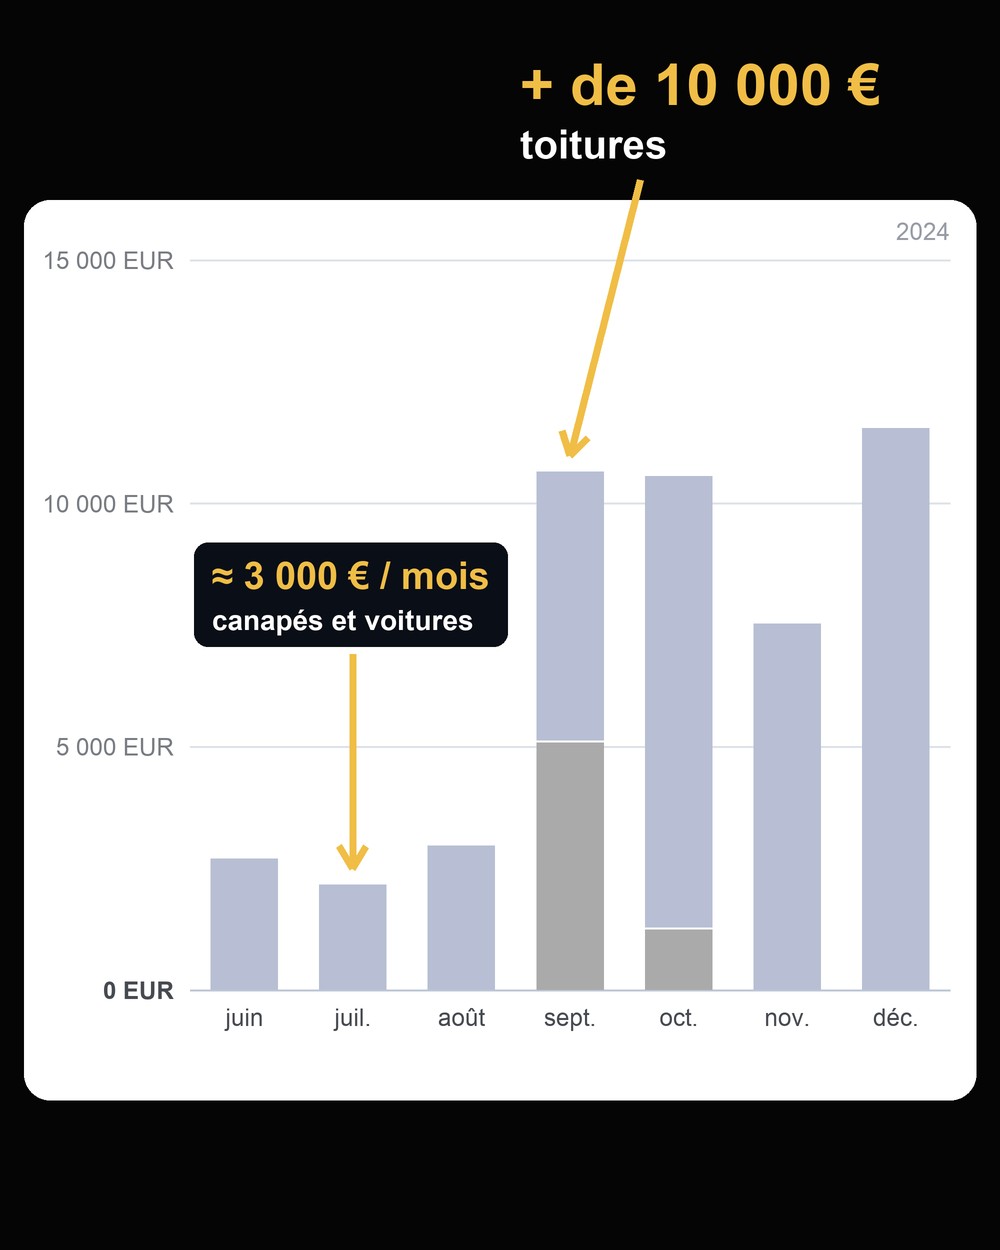 + de 10 000 €
toitures
2024
15 000 EUR
10 000 EUR
≈ 3 000 € / mois
canapés et voitures
5 000 EUR
0 EUR
juin juil. août sept. oct. nov. déc.